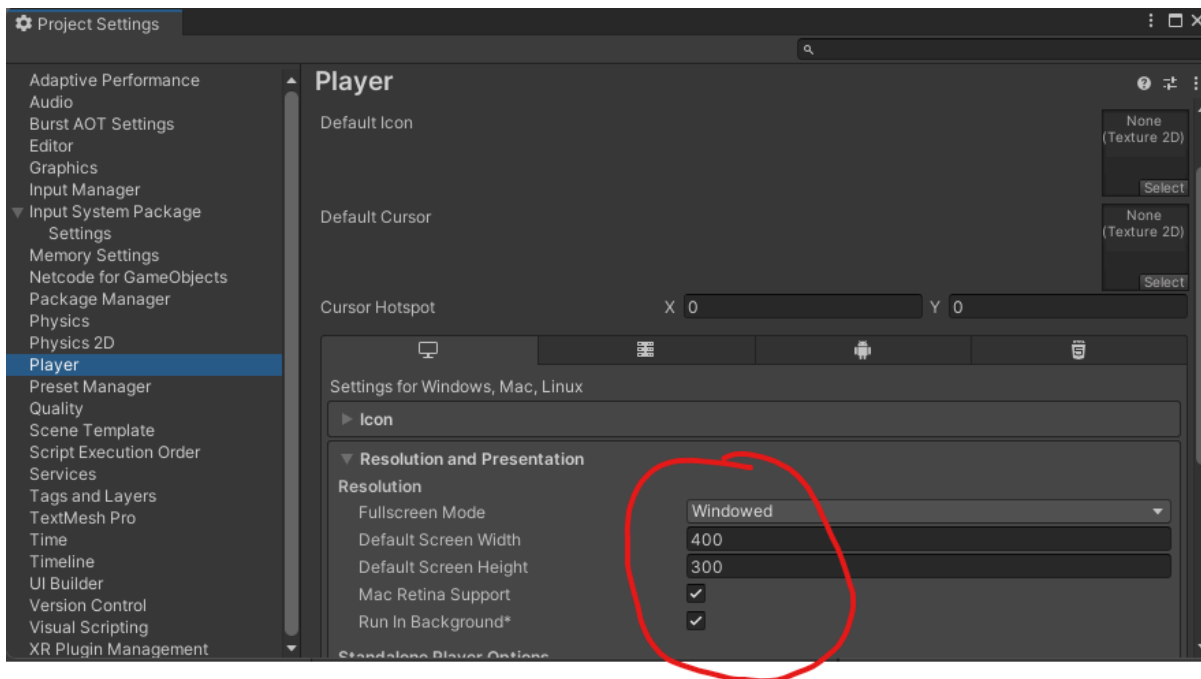 Project Settings
Adaptive Performance
Audio
Burst AOT Settings
Editor
Graphics
Input Manager
Input System Package
Settings
Memory Settings
Netcode for GameObjects
Package Manager
Physics
Physics 2D
Player
Preset Manager
Quality
Scene Template
Script Execution Order
Services
Tags and Layers
TextMesh Pro
Time
Timeline
UI Builder
Version Control
Visual Scripting
XR Plugin Management
Player
Default Icon
None
(Texture 2D)
Select
Default Cursor
None
(Texture 2D)
Select
Cursor Hotspot X 0 Y 0
Settings for Windows, Mac, Linux
Icon
Resolution and Presentation
Resolution
Fullscreen Mode Windowed
Default Screen Width 400
Default Screen Height 300
Mac Retina Support
Run In Background*
Standalone Player Options